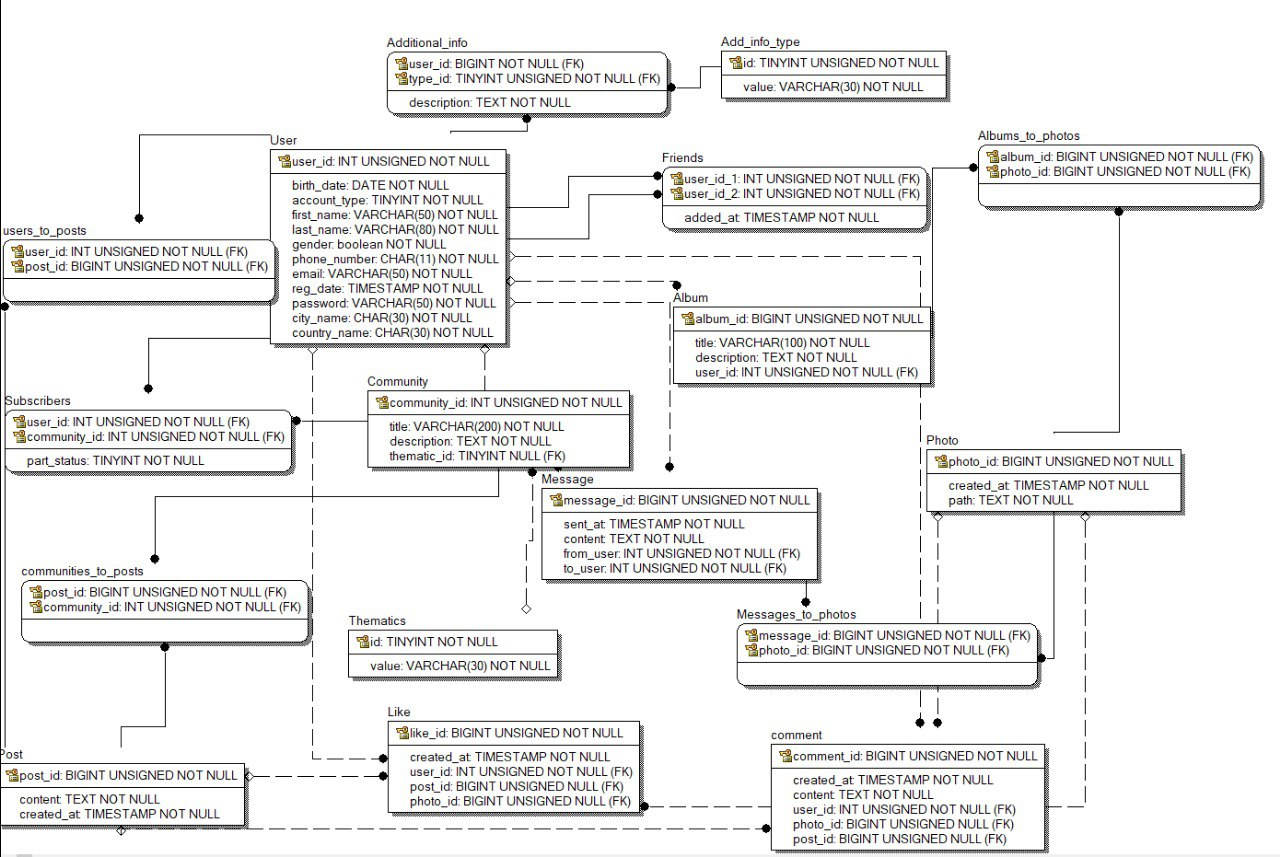 Additional_info
user_id: BIGINT NOT NULL (FK)
type_id: TINYINT UNSIGNED NOT NULL (FK)
description: TEXT NOT NULL
Add_info_type
id: TINYINT UNSIGNED NOT NULL
value: VARCHAR(30) NOT NULL
User
user_id: INT UNSIGNED NOT NULL
birth_date: DATE NOT NULL
account_type: TINYINT NOT NULL
first_name: VARCHAR(50) NOT NULL
last_name: VARCHAR(80) NOT NULL
gender: boolean NOT NULL
phone_number: CHAR(11) NOT NULL
email: VARCHAR(50) NOT NULL
reg_date: TIMESTAMP NOT NULL
password: VARCHAR(50) NOT NULL
city_name: CHAR(30) NOT NULL
country_name: CHAR(30) NOT NULL
Friends
user_id_1: INT UNSIGNED NOT NULL (FK)
user_id_2: INT UNSIGNED NOT NULL (FK)
added_at: TIMESTAMP NOT NULL
Albums_to_photos
album_id: BIGINT UNSIGNED NOT NULL (FK)
photo_id: BIGINT UNSIGNED NOT NULL (FK)
users_to_posts
user_id: INT UNSIGNED NOT NULL (FK)
post_id: BIGINT UNSIGNED NOT NULL (FK)
Album
album_id: BIGINT UNSIGNED NOT NULL
title: VARCHAR(100) NOT NULL
description: TEXT NOT NULL
user_id: INT UNSIGNED NOT NULL (FK)
Subscribers
user_id: INT UNSIGNED NOT NULL (FK)
community_id: INT UNSIGNED NOT NULL (FK)
part_status: TINYINT NOT NULL
Community
community_id: INT UNSIGNED NOT NULL
title: VARCHAR(200) NOT NULL
description: TEXT NOT NULL
thematic_id: TINYINT NULL (FK)
Photo
photo_id: BIGINT UNSIGNED NOT NULL
created_at: TIMESTAMP NOT NULL
path: TEXT NOT NULL
Message
message_id: BIGINT UNSIGNED NOT NULL
sent_at: TIMESTAMP NOT NULL
content: TEXT NOT NULL
from_user: INT UNSIGNED NOT NULL (FK)
to_user: INT UNSIGNED NOT NULL (FK)
communities_to_posts
post_id: BIGINT UNSIGNED NOT NULL (FK)
community_id: INT UNSIGNED NOT NULL (FK)
Thematics
id: TINYINT NOT NULL
value: VARCHAR(30) NOT NULL
Messages_to_photos
message_id: BIGINT UNSIGNED NOT NULL (FK)
photo_id: BIGINT UNSIGNED NOT NULL (FK)
Post
post_id: BIGINT UNSIGNED NOT NULL
content: TEXT NOT NULL
created_at: TIMESTAMP NOT NULL
Like
like_id: BIGINT UNSIGNED NOT NULL
created_at: TIMESTAMP NOT NULL
user_id: INT UNSIGNED NOT NULL (FK)
post_id: BIGINT UNSIGNED NOT NULL (FK)
photo_id: BIGINT UNSIGNED NOT NULL (FK)
comment
comment_id: BIGINT UNSIGNED NOT NULL
created_at: TIMESTAMP NOT NULL
content: TEXT NOT NULL
user_id: INT UNSIGNED NOT NULL (FK)
photo_id: BIGINT UNSIGNED NOT NULL (FK)
post_id: BIGINT UNSIGNED NOT NULL (FK)